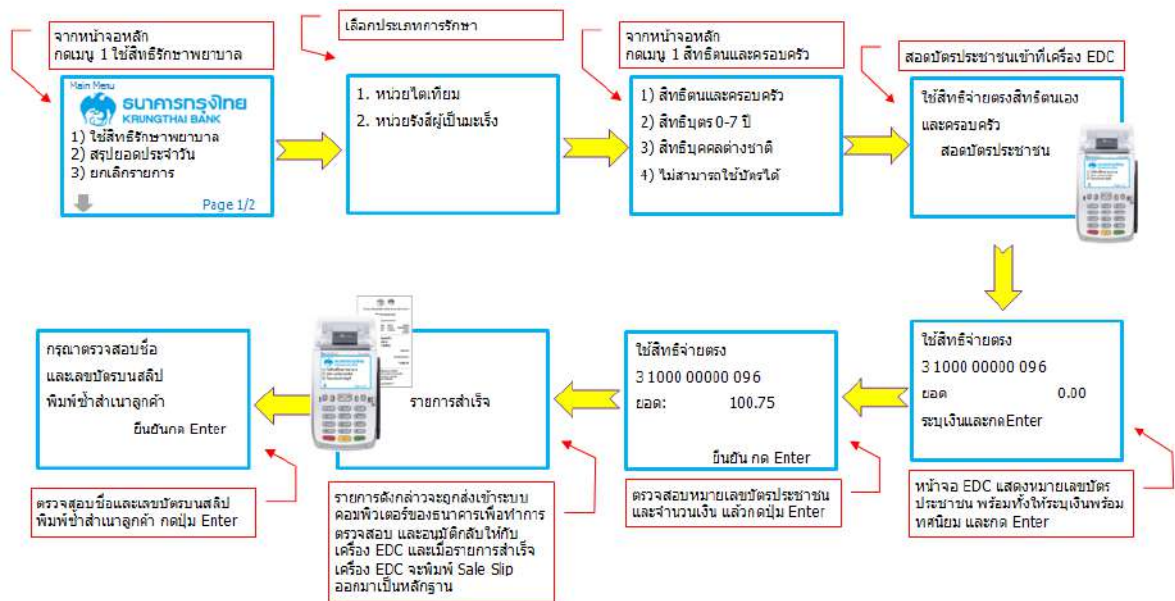 จากหน้าจอหลัก
กดเมนู 1 ใช้สิทธิรักษาพยาบาล
Main Menu
ธนาคารกรุงไทย
KRUNGTHAI BANK
1) ใช้สิทธิรักษาพยาบาล
2) สรุปยอดประจำวัน
3) ยกเลิกรายการ
Page 1/2
เลือกประเภทการรักษา
1. หน่วยไตเทียม
2. หน่วยรังสีผู้เป็นมะเร็ง
จากหน้าจอหลัก
กดเมนู 1 สิทธิตนและครอบครัว
1) สิทธิตนและครอบครัว
2) สิทธิบุตร 0-7 ปี
3) สิทธิบุคคลต่างชาติ
4) ไม่สามารถใช้บัตรได้
สอดบัตรประชาชนเข้าที่เครื่อง EDC
ใช้สิทธิจ่ายตรงสิทธิตนเอง
และครอบครัว
สอดบัตรประชาชน
ใช้สิทธิจ่ายตรง
3 1000 00000 096
ยอด 0.00
ระบุเงินและกดEnter
หน้าจอ EDC แสดงหมายเลขบัตร
ประชาชน พร้อมทั้งให้ระบุเงินพร้อม
ทศนิยม และกด Enter
ใช้สิทธิจ่ายตรง
3 1000 00000 096
ยอด: 100.75
ยืนยัน กด Enter
ตรวจสอบหมายเลขบัตรประชาชน
และจำนวนเงิน แล้วกดปุ่ม Enter
รายการสำเร็จ
รายการดังกล่าวจะถูกส่งเข้าระบบ
คอมพิวเตอร์ของธนาคารเพื่อทำการ
ตรวจสอบ และอนุมัติกลับให้กับ
เครื่อง EDC และเมื่อรายการสำเร็จ
เครื่อง EDC จะพิมพ์ Sale Slip
ออกมาเป็นหลักฐาน
กรุณาตรวจสอบชื่อ
และเลขบัตรบนสลิป
พิมพ์ซ้ำสำเนาลูกค้า
ยืนยันกด Enter
ตรวจสอบชื่อและเลขบัตรบนสลิป
พิมพ์ซ้ำสำเนาลูกค้า กดปุ่ม Enter